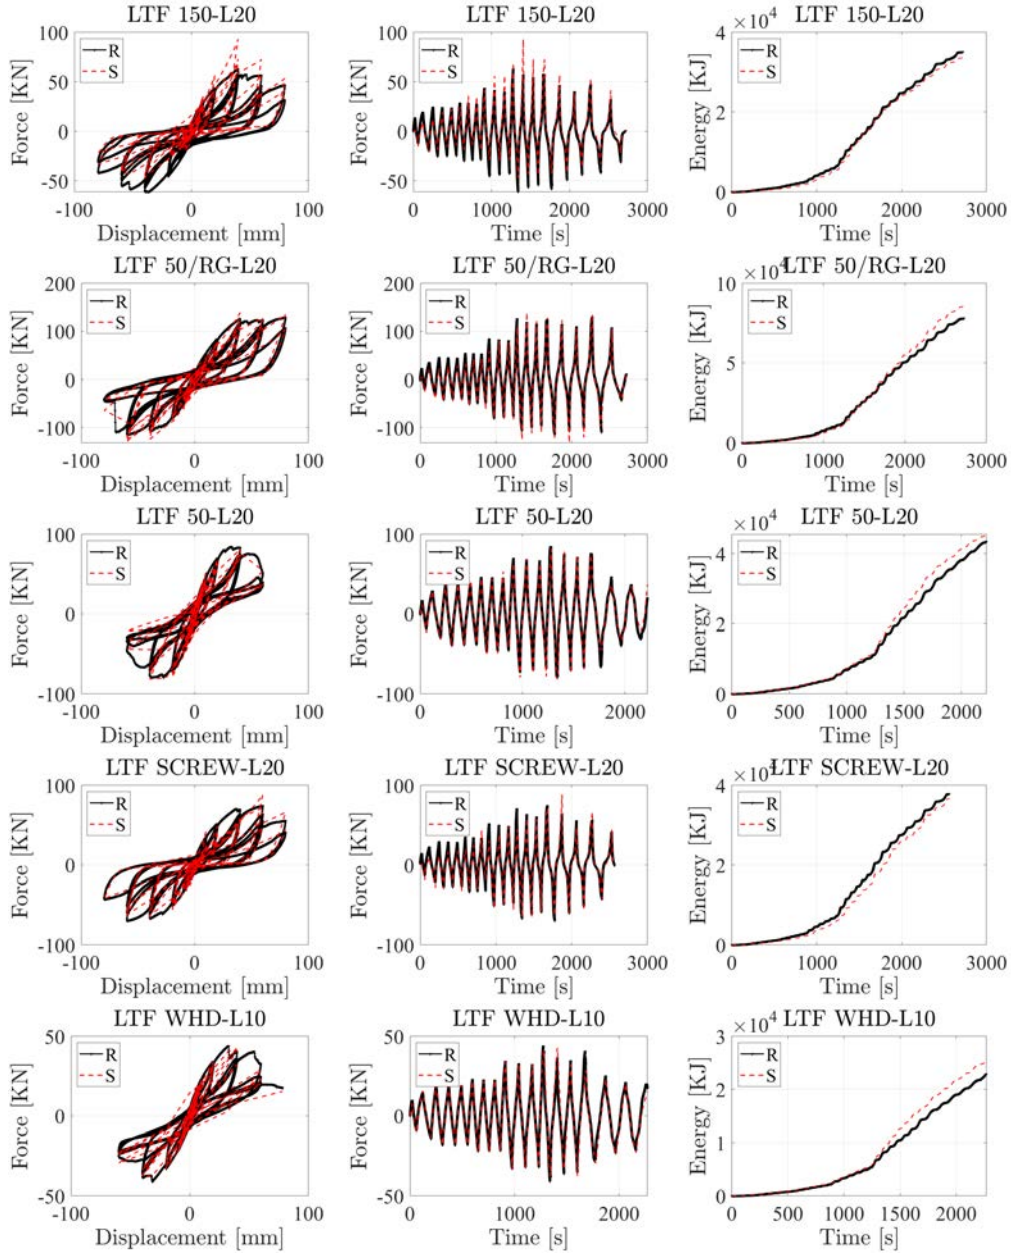 LTF 150-L20
LTF 150-L20
×10⁴ LTF 150-L20
100
50
0
-50
R
S
Force [KN]
-100 0 100
Displacement [mm]
100
50
0
-50
R
S
Force [KN]
0 1000 2000 3000
Time [s]
4
2
0
R
S
Energy [KJ]
0 1000 2000 3000
Time [s]
LTF 50/RG-L20
LTF 50/RG-L20
×10⁴ LTF 50/RG-L20
200
100
0
-100
R
S
Force [KN]
-100 0 100
Displacement [mm]
200
100
0
-100
R
S
Force [KN]
0 1000 2000 3000
Time [s]
10
5
0
R
S
Energy [KJ]
0 1000 2000 3000
Time [s]
LTF 50-L20
LTF 50-L20
×10⁴ LTF 50-L20
100
0
-100
R
S
Force [KN]
-100 0 100
Displacement [mm]
100
0
-100
R
S
Force [KN]
0 1000 2000
Time [s]
4
2
0
R
S
Energy [KJ]
0 500 1000 1500 2000
Time [s]
LTF SCREW-L20
LTF SCREW-L20
×10⁴ LTF SCREW-L20
100
0
-100
R
S
Force [KN]
-100 0 100
Displacement [mm]
100
0
-100
R
S
Force [KN]
0 1000 2000 3000
Time [s]
4
2
0
R
S
Energy [KJ]
0 1000 2000 3000
Time [s]
LTF WHD-L10
LTF WHD-L10
×10⁴ LTF WHD-L10
50
0
-50
R
S
Force [KN]
-100 0 100
Displacement [mm]
50
0
-50
R
S
Force [KN]
0 1000 2000
Time [s]
3
2
1
0
R
S
Energy [KJ]
0 500 1000 1500 2000
Time [s]